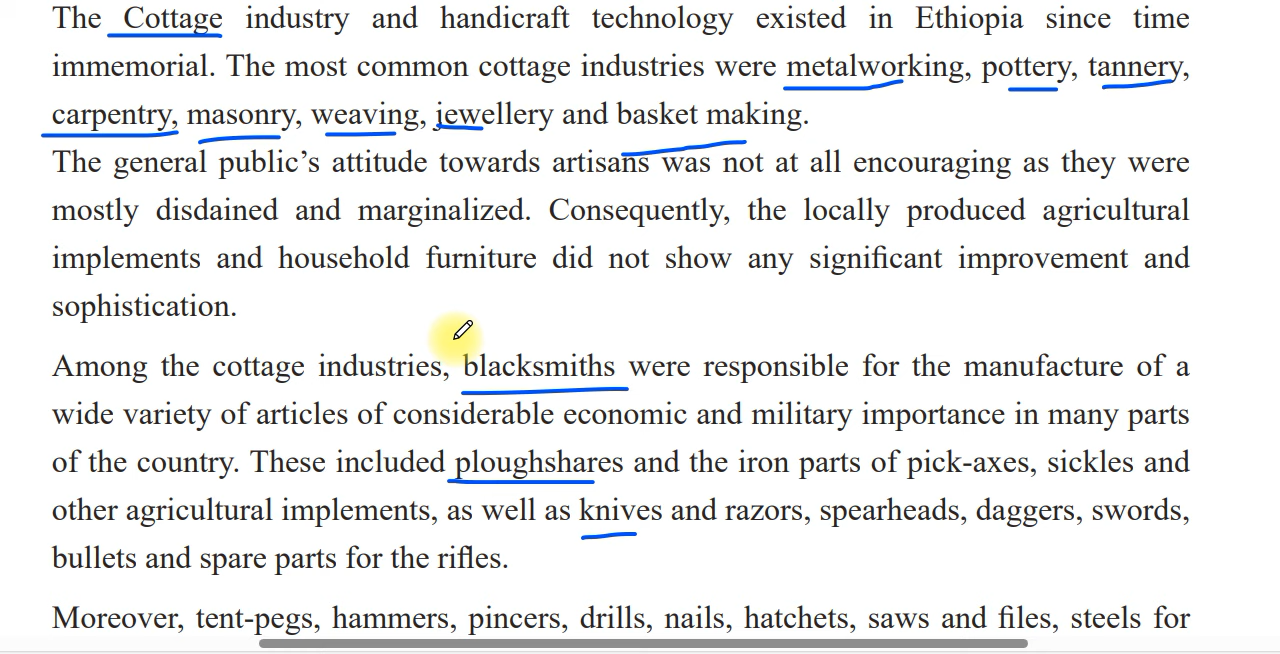 The Cottage industry and handicraft technology existed in Ethiopia since time
immemorial. The most common cottage industries were metalworking, pottery, tannery,
carpentry, masonry, weaving, jewellery and basket making.
The general public’s attitude towards artisans was not at all encouraging as they were
mostly disdained and marginalized. Consequently, the locally produced agricultural
implements and household furniture did not show any significant improvement and
sophistication.
Among the cottage industries, blacksmiths were responsible for the manufacture of a
wide variety of articles of considerable economic and military importance in many parts
of the country. These included ploughshares and the iron parts of pick-axes, sickles and
other agricultural implements, as well as knives and razors, spearheads, daggers, swords,
bullets and spare parts for the rifles.
Moreover, tent-pegs, hammers, pincers, drills, nails, hatchets, saws and files, steels for